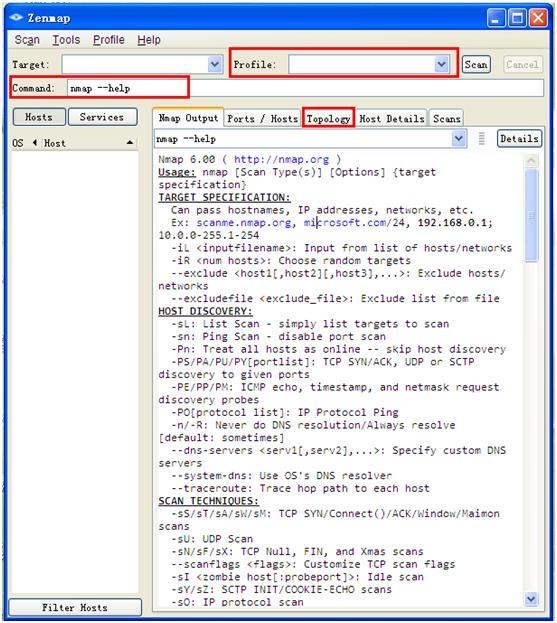 Zenmap
Scan Tools Profile Help
Target: Profile: Scan Cancel
Command: nmap --help
Hosts Services
Nmap Output Ports / Hosts Topology Host Details Scans
OS Host
nmap --help Details
Nmap 6.00 ( http://nmap.org )
Usage: nmap [Scan Type(s)] [Options] {target
specification}
TARGET SPECIFICATION:
Can pass hostnames, IP addresses, networks, etc.
Ex: scanme.nmap.org, microsoft.com/24, 192.168.0.1;
10.0.0-255.1-254
-iL <inputfilename>: Input from list of hosts/networks
-iR <num hosts>: Choose random targets
--exclude <host1[,host2][,host3],...>: Exclude hosts/
networks
--excludefile <exclude_file>: Exclude list from file
HOST DISCOVERY:
-sL: List Scan - simply list targets to scan
-sn: Ping Scan - disable port scan
-Pn: Treat all hosts as online -- skip host discovery
-PS/PA/PU/PY[portlist]: TCP SYN/ACK, UDP or SCTP
discovery to given ports
-PE/PP/PM: ICMP echo, timestamp, and netmask request
discovery probes
-PO[protocol list]: IP Protocol Ping
-n/-R: Never do DNS resolution/Always resolve
[default: sometimes]
--dns-servers <serv1[,serv2],...>: Specify custom DNS
servers
--system-dns: Use OS's DNS resolver
--traceroute: Trace hop path to each host
SCAN TECHNIQUES:
-sS/sT/sA/sW/sM: TCP SYN/Connect()/ACK/Window/Maimon
scans
-sU: UDP Scan
-sN/sF/sX: TCP Null, FIN, and Xmas scans
--scanflags <flags>: Customize TCP scan flags
-sI <zombie host[:probeport]>: Idle scan
-sY/sZ: SCTP INIT/COOKIE-ECHO scans
-sO: IP protocol scan
Filter Hosts